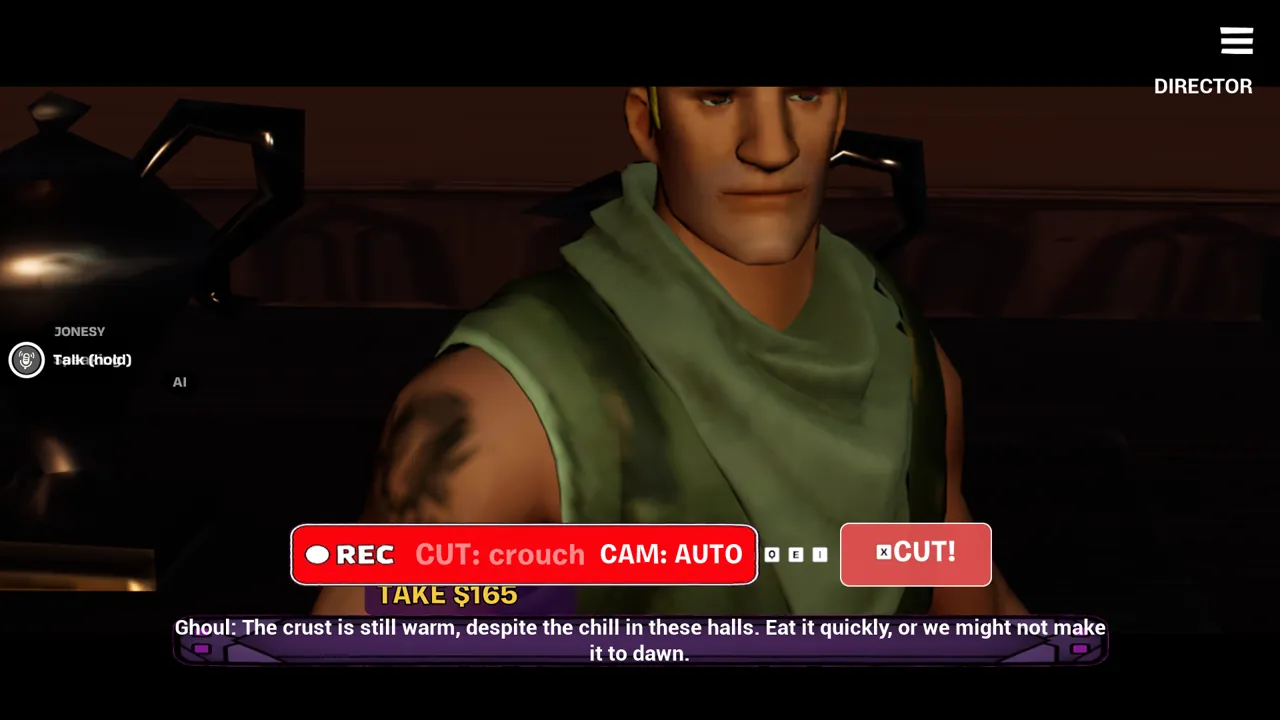 DIRECTOR
JONESY
Talk (hold)
AI
REC CUT: crouch CAM: AUTO
Q E I
X CUT!
TAKE $165
Ghoul: The crust is still warm, despite the chill in these halls. Eat it quickly, or we might not make
it to dawn.